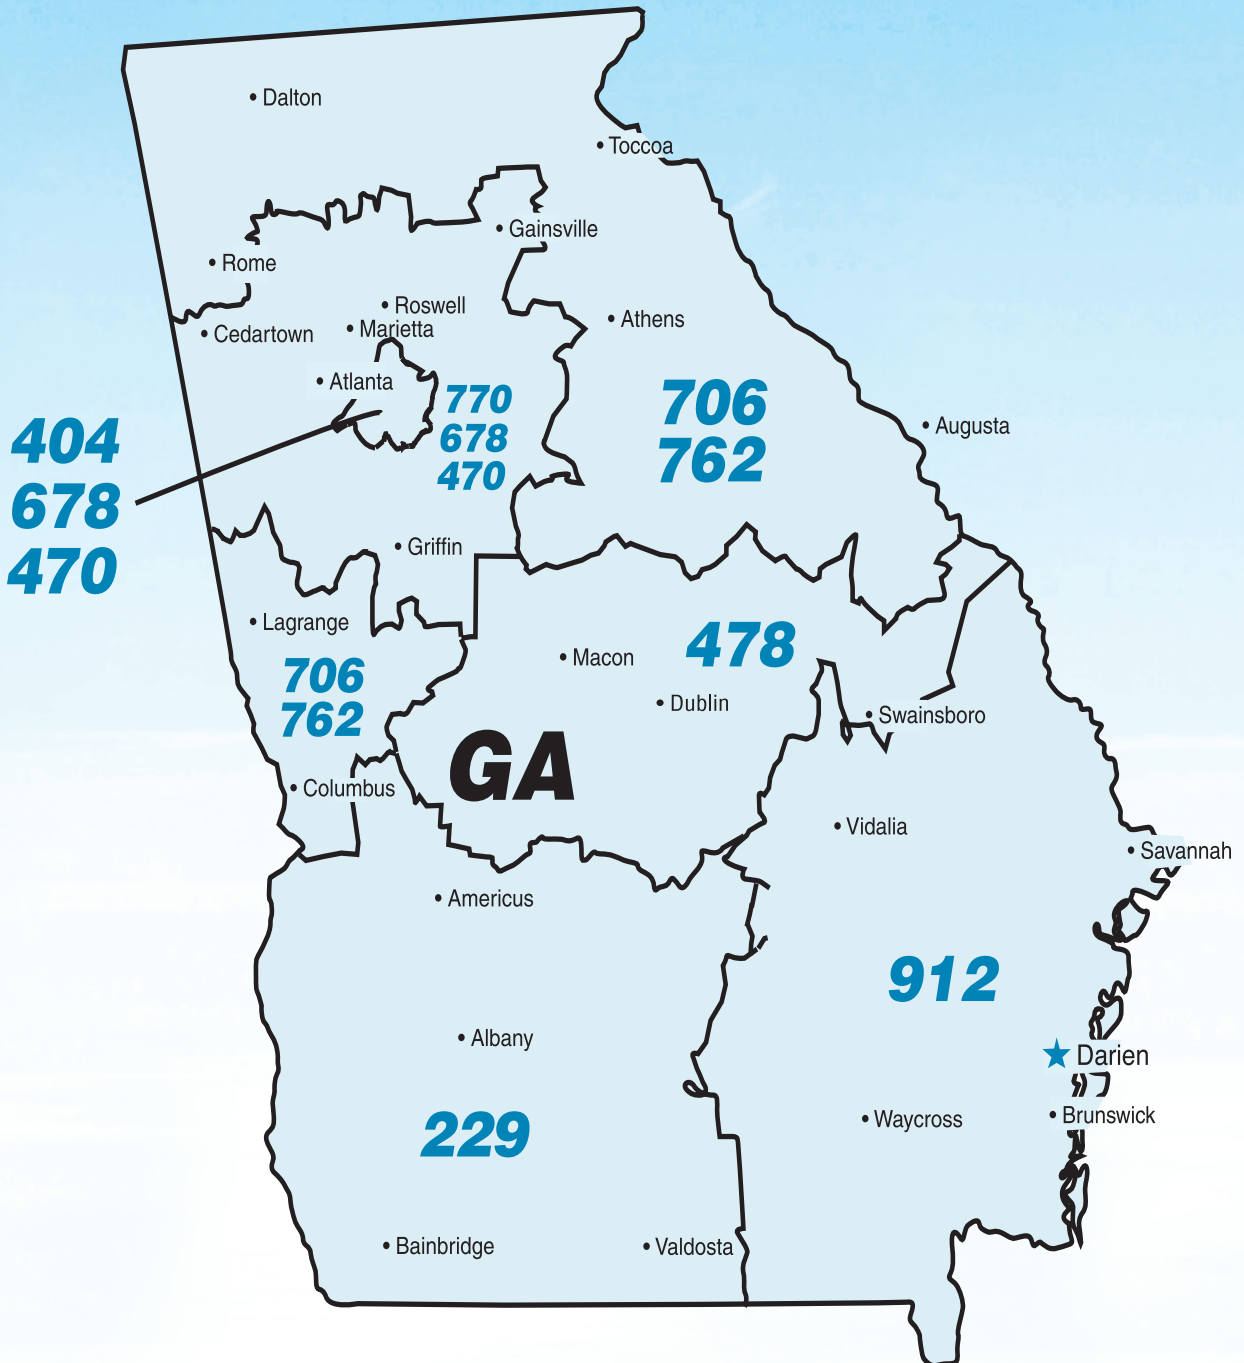 Dalton
Toccoa
Gainsville
Rome
Roswell
Cedartown
Marietta
Athens
Atlanta
770
678
470
706
762
404
678
470
Augusta
Griffin
Lagrange
706
762
Macon
478
Dublin
Swainsboro
GA
Columbus
Vidalia
Savannah
Americus
912
Albany
Darien
229
Waycross
Brunswick
Bainbridge
Valdosta